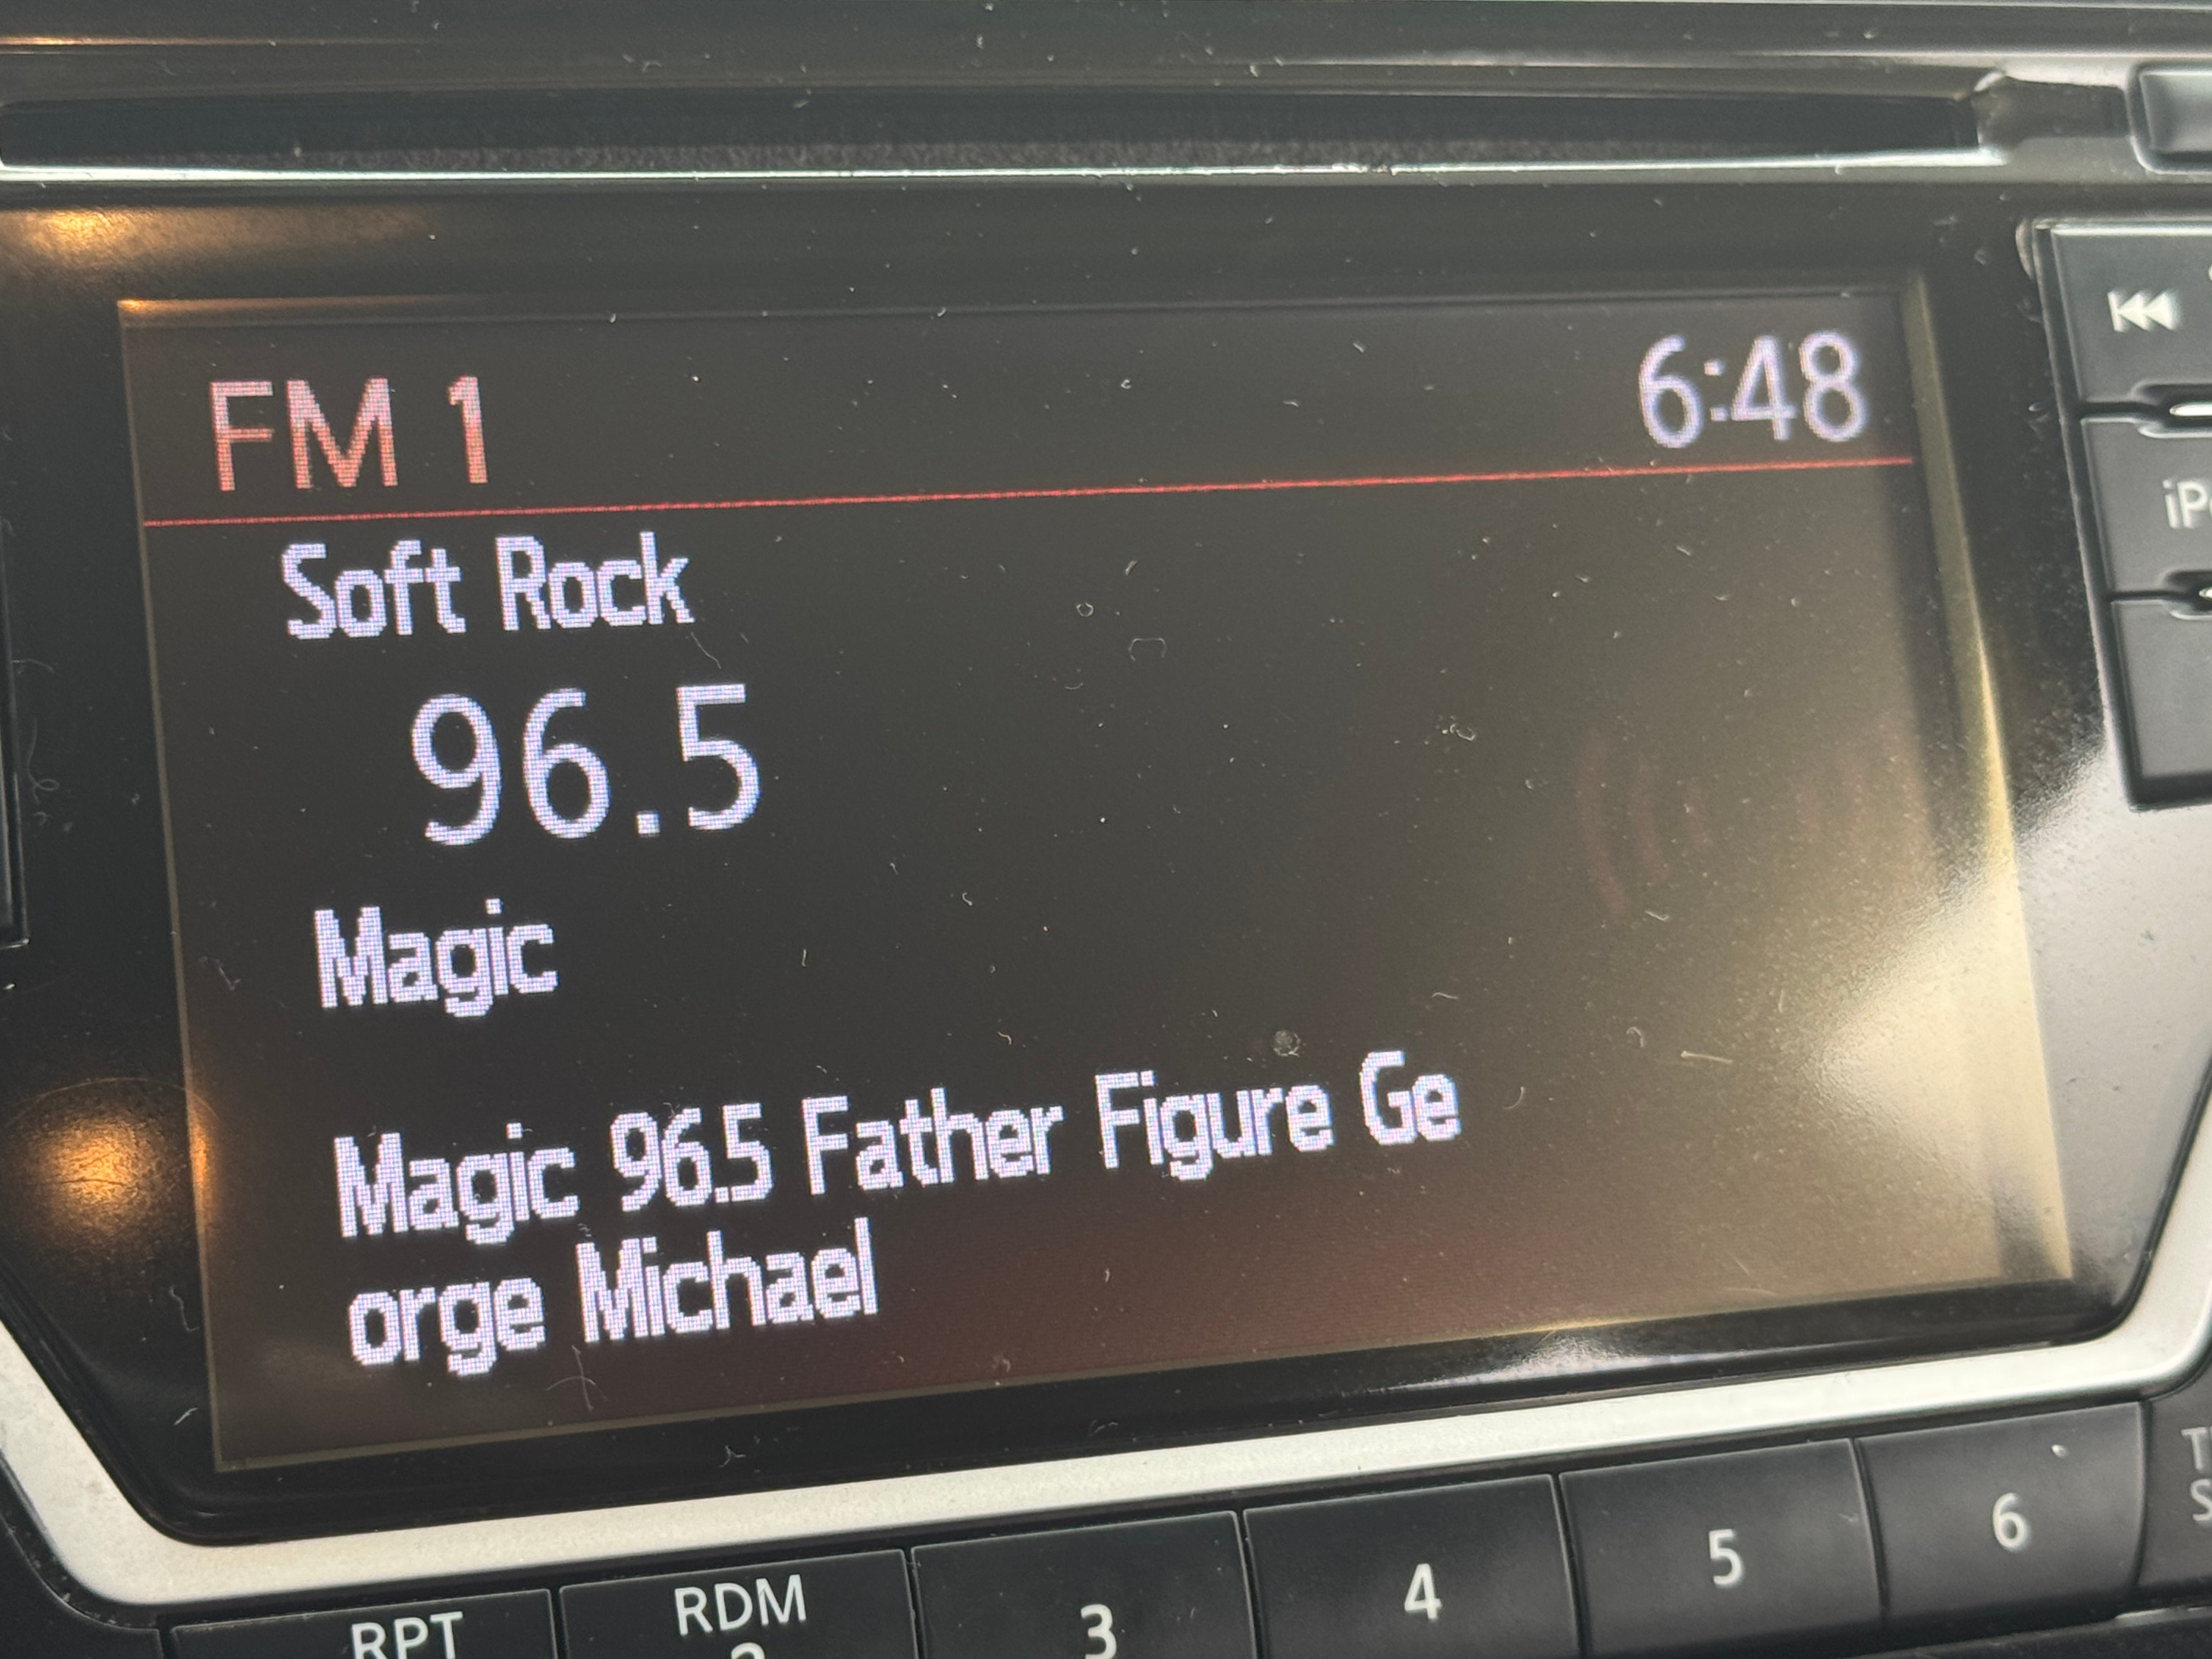 FM 1 6:48
Soft Rock
96.5
Magic
Magic 96.5 Father Figure Ge
orge Michael
RPT
RDM
2
3
4
5
6